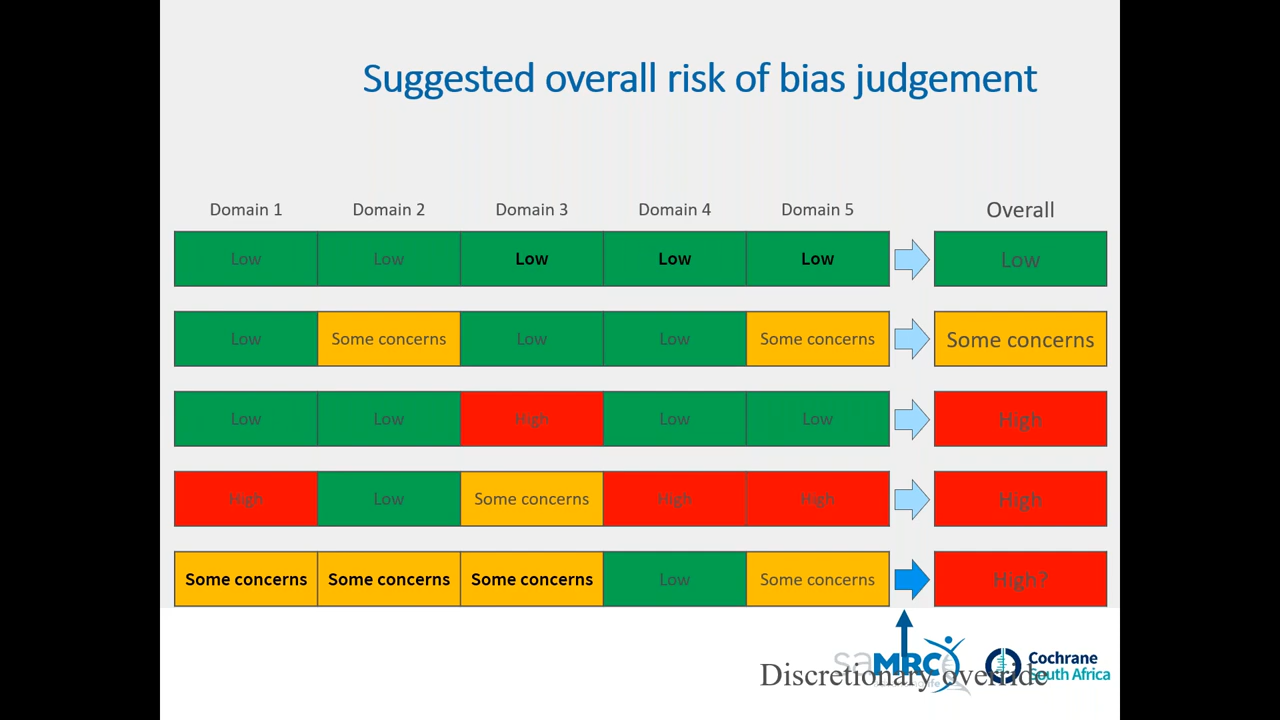 Suggested overall risk of bias judgement
Domain 1 Domain 2 Domain 3 Domain 4 Domain 5 Overall
Low Low Low Low Low Low
Low Some concerns Low Low Some concerns Some concerns
Low Low High Low Low High
High Low Some concerns High High High
Some concerns Some concerns Some concerns Low Some concerns High?
saMRC
Cochrane
South Africa
Discretionary override